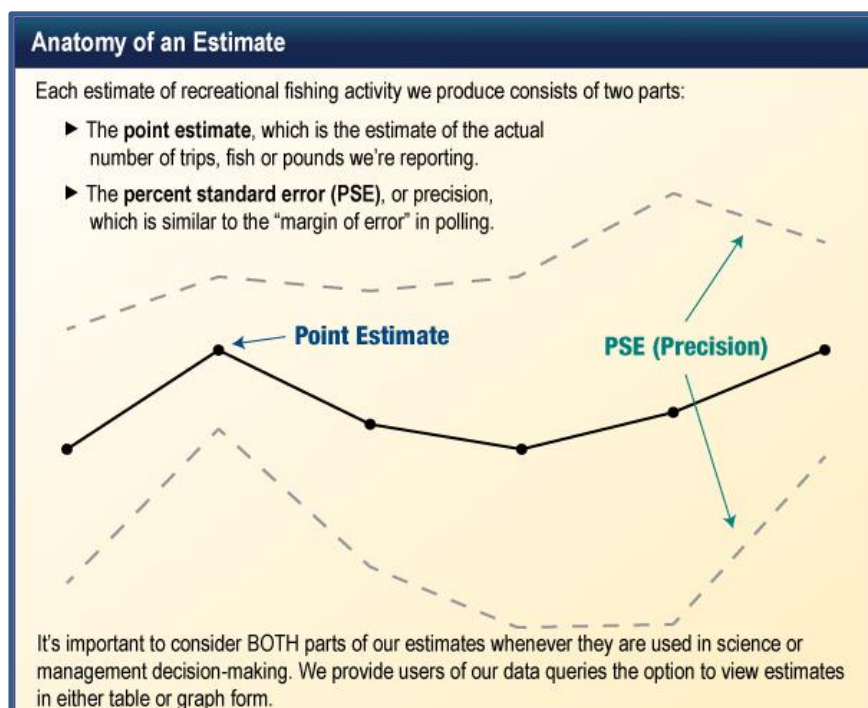 Anatomy of an Estimate
Each estimate of recreational fishing activity we produce consists of two parts:
► The point estimate, which is the estimate of the actual
number of trips, fish or pounds we're reporting.
► The percent standard error (PSE), or precision,
which is similar to the “margin of error” in polling.
Point Estimate
PSE (Precision)
It's important to consider BOTH parts of our estimates whenever they are used in science or
management decision-making. We provide users of our data queries the option to view estimates
in either table or graph form.